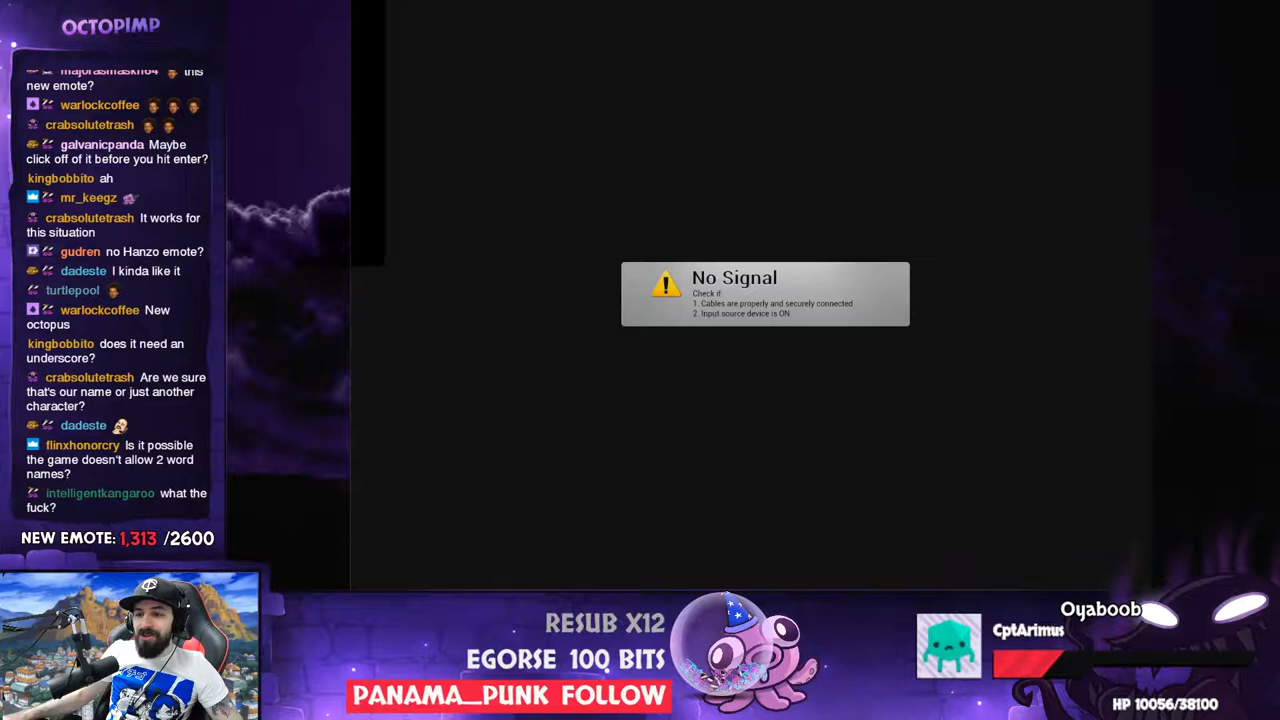 OCTOPIMP
majorasmaskn64 this
new emote?
warlockcoffee
crabsolutetrash
galvanicpanda Maybe
click off of it before you hit enter?
kingbobbito ah
mr_keegz
crabsolutetrash It works for
this situation
gudren no Hanzo emote?
dadeste I kinda like it
turtlepool
warlockcoffee New
octopus
kingbobbito does it need an
underscore?
crabsolutetrash Are we sure
that's our name or just another
character?
dadeste
flinxhonorcry Is it possible
the game doesn't allow 2 word
names?
intelligentkangaroo what the
fuck?
NEW EMOTE: 1,313 /2600
No Signal
Check if:
1. Cables are properly and securely connected
2. Input source device is ON
RESUB X12
EGORSE 100 BITS
PANAMA_PUNK FOLLOW
Oyaboob
CptArimus
HP 10056/38100